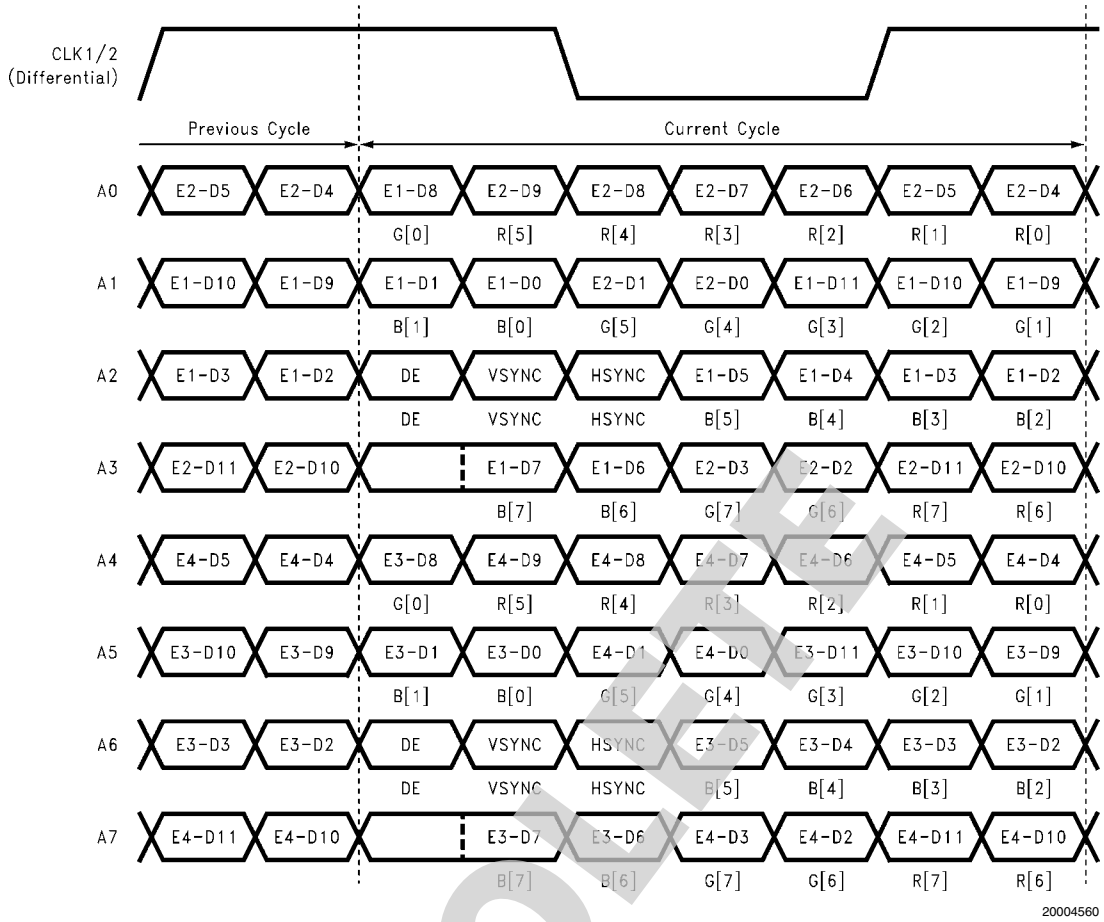 CLK1/2
(Differential)
Previous Cycle Current Cycle
A0 E2-D5 E2-D4 E1-D8 E2-D9 E2-D8 E2-D7 E2-D6 E2-D5 E2-D4
G[0] R[5] R[4] R[3] R[2] R[1] R[0]
A1 E1-D10 E1-D9 E1-D1 E1-D0 E2-D1 E2-D0 E1-D11 E1-D10 E1-D9
B[1] B[0] G[5] G[4] G[3] G[2] G[1]
A2 E1-D3 E1-D2 DE VSYNC HSYNC E1-D5 E1-D4 E1-D3 E1-D2
DE VSYNC HSYNC B[5] B[4] B[3] B[2]
A3 E2-D11 E2-D10 E1-D7 E1-D6 E2-D3 E2-D2 E2-D11 E2-D10
B[7] B[6] G[7] G[6] R[7] R[6]
A4 E4-D5 E4-D4 E3-D8 E4-D9 E4-D8 E4-D7 E4-D6 E4-D5 E4-D4
G[0] R[5] R[4] R[3] R[2] R[1] R[0]
A5 E3-D10 E3-D9 E3-D1 E3-D0 E4-D1 E4-D0 E3-D11 E3-D10 E3-D9
B[1] B[0] G[5] G[4] G[3] G[2] G[1]
A6 E3-D3 E3-D2 DE VSYNC HSYNC E3-D5 E3-D4 E3-D3 E3-D2
DE VSYNC HSYNC B[5] B[4] B[3] B[2]
A7 E4-D11 E4-D10 E3-D7 E3-D6 E4-D3 E4-D2 E4-D11 E4-D10
B[7] B[6] G[7] G[6] R[7] R[6]
20004560